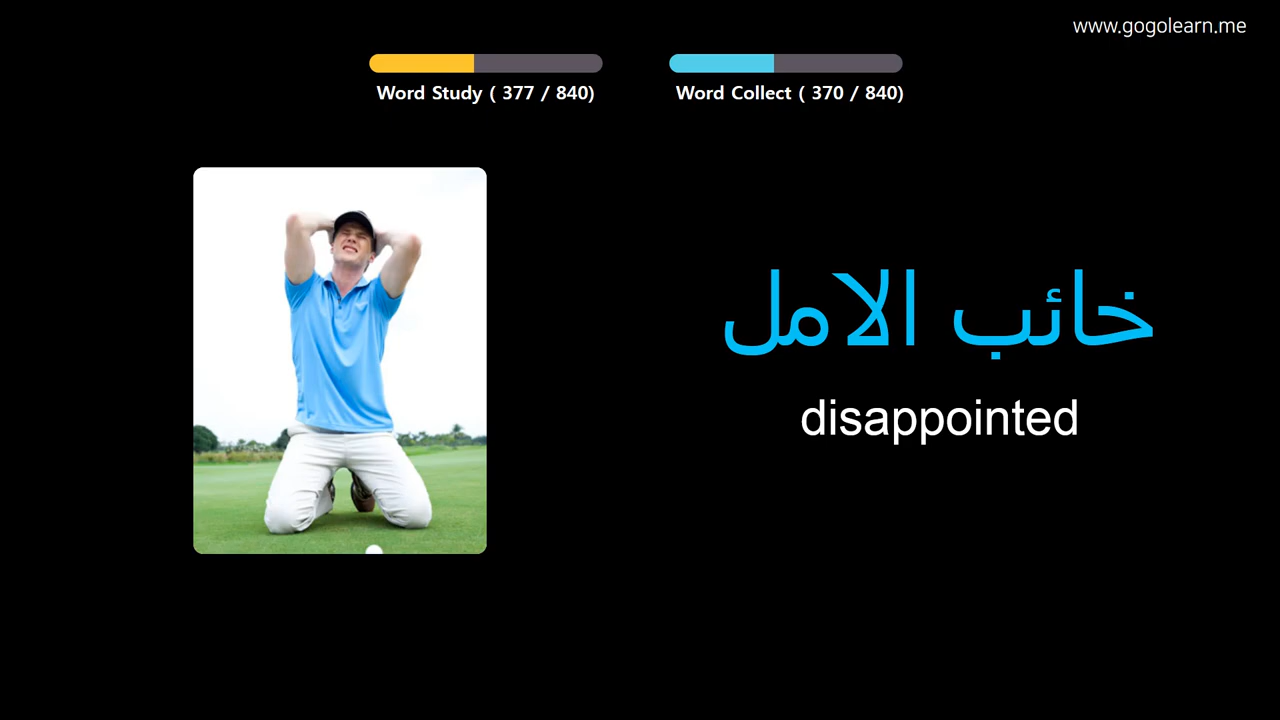 www.gogolearn.me
Word Study ( 377 / 840)
Word Collect ( 370 / 840)
خائب الامل
disappointed